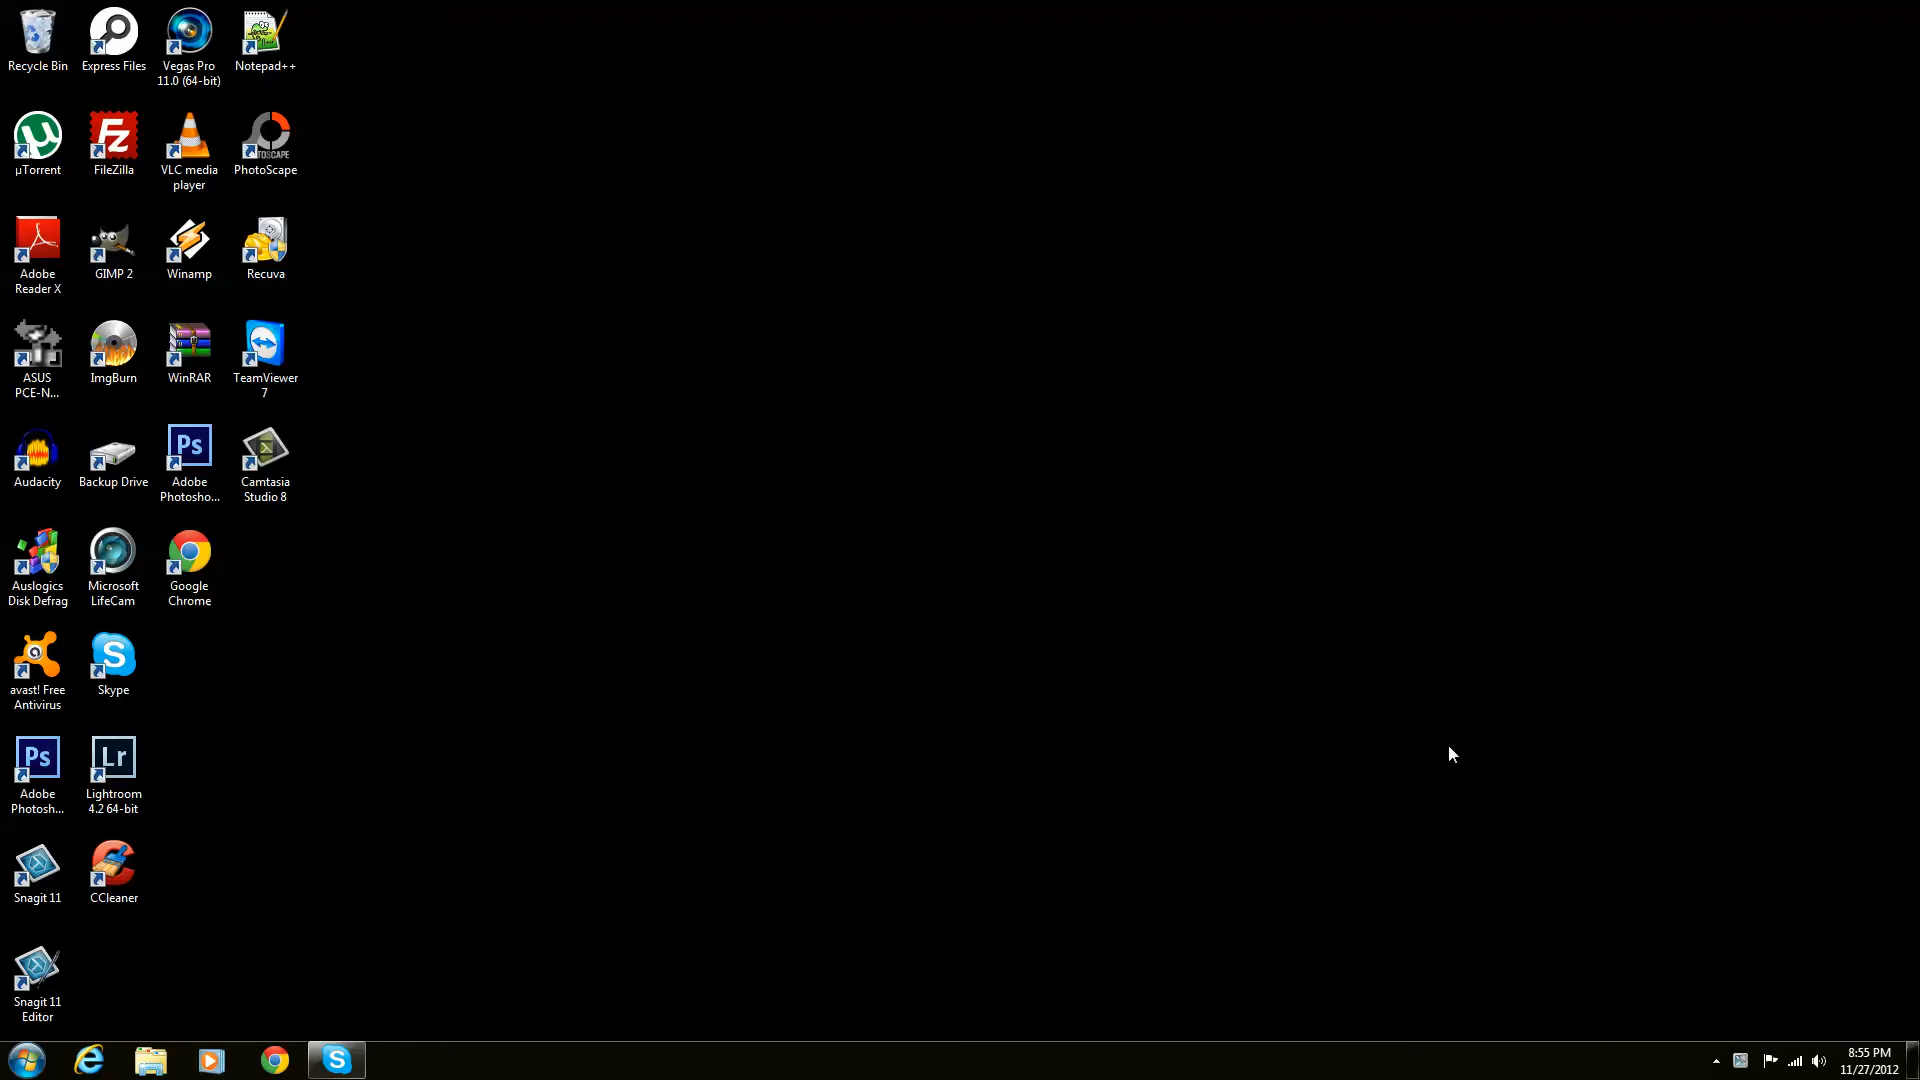 Recycle Bin
Express Files
Vegas Pro
11.0 (64-bit)
Notepad++
µTorrent
FileZilla
VLC media
player
PhotoScape
Adobe
Reader X
GIMP 2
Winamp
Recuva
ASUS
PCE-N...
ImgBurn
WinRAR
TeamViewer
7
Audacity
Backup Drive
Ps
Adobe
Photosho...
Camtasia
Studio 8
Auslogics
Disk Defrag
Microsoft
LifeCam
Google
Chrome
avast! Free
Antivirus
Skype
Ps
Adobe
Photosh...
Lr
Lightroom
4.2 64-bit
Snagit 11
CCleaner
Snagit 11
Editor
8:55 PM
11/27/2012